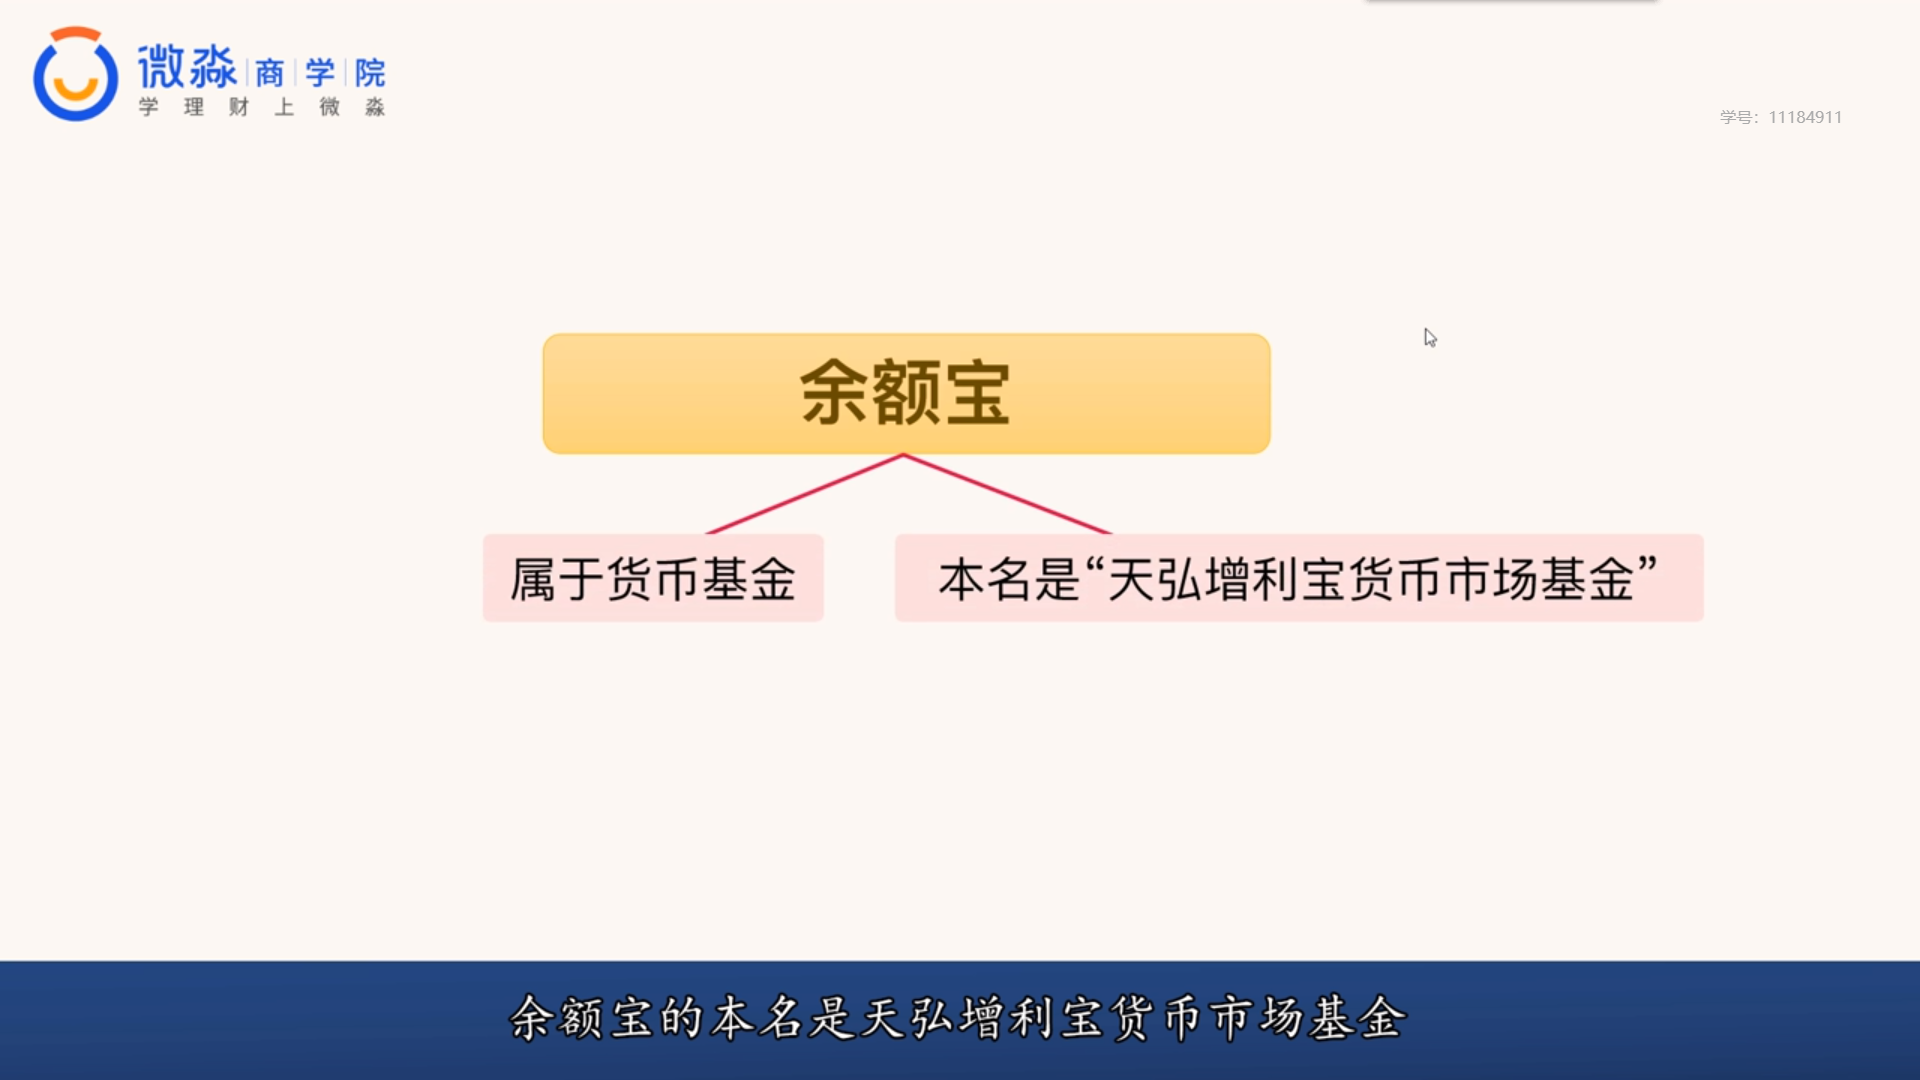 微淼商学院
学理财上微淼
学号：11184911
余额宝
属于货币基金
本名是“天弘增利宝货币市场基金”
余额宝的本名是天弘增利宝货币市场基金